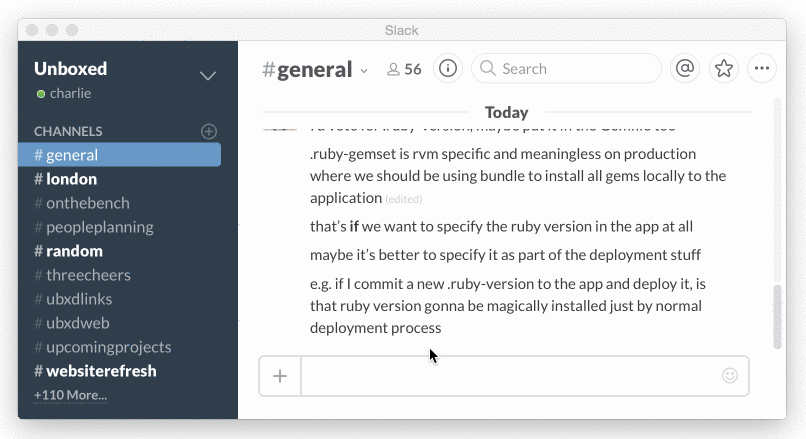 Slack
Unboxed
charlie
CHANNELS
# general
# london
# onthebench
# peopleplanning
# random
# threecheers
# ubxdlinks
# ubxdweb
# upcomingprojects
# websiterefresh
+110 More...
#general
56
Search
Today
.ruby-gemset is rvm specific and meaningless on production
where we should be using bundle to install all gems locally to the
application (edited)
that's if we want to specify the ruby version in the app at all
maybe it's better to specify it as part of the deployment stuff
e.g. if I commit a new .ruby-version to the app and deploy it, is
that ruby version gonna be magically installed just by normal
deployment process